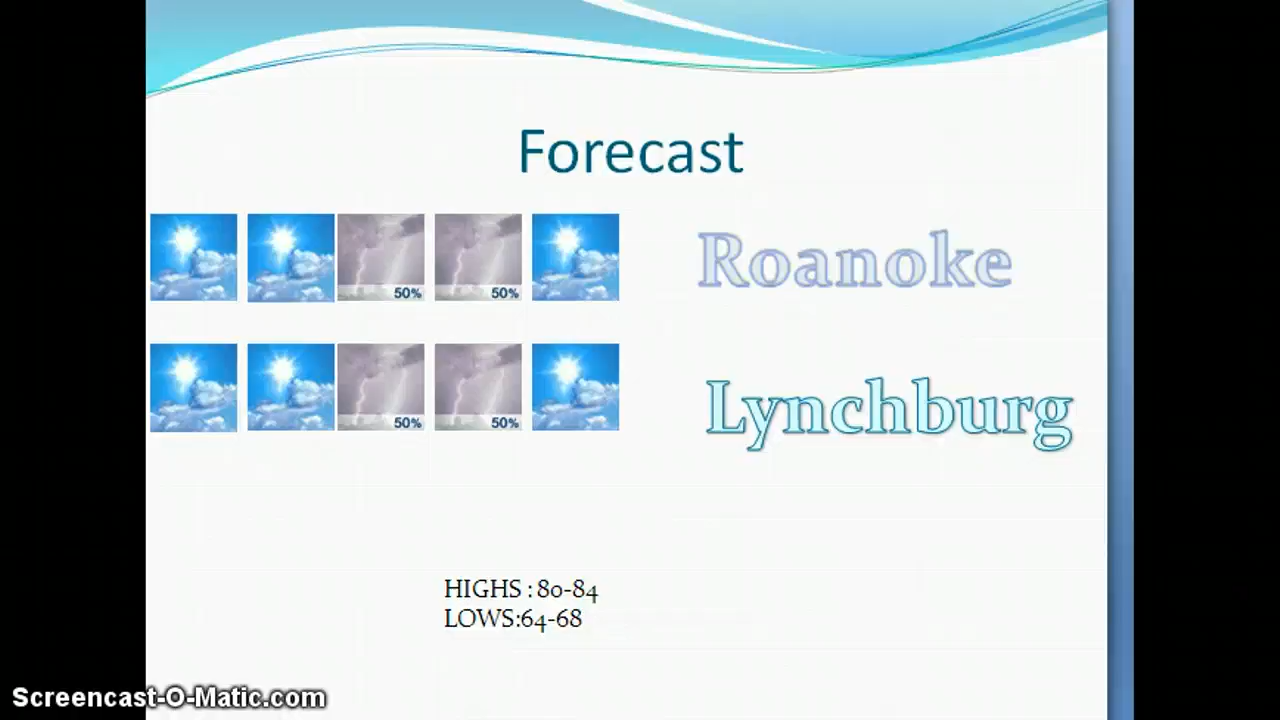 Forecast
50% 50%
Roanoke
50% 50%
Lynchburg
HIGHS : 80-84
LOWS:64-68
Screencast-O-Matic.com